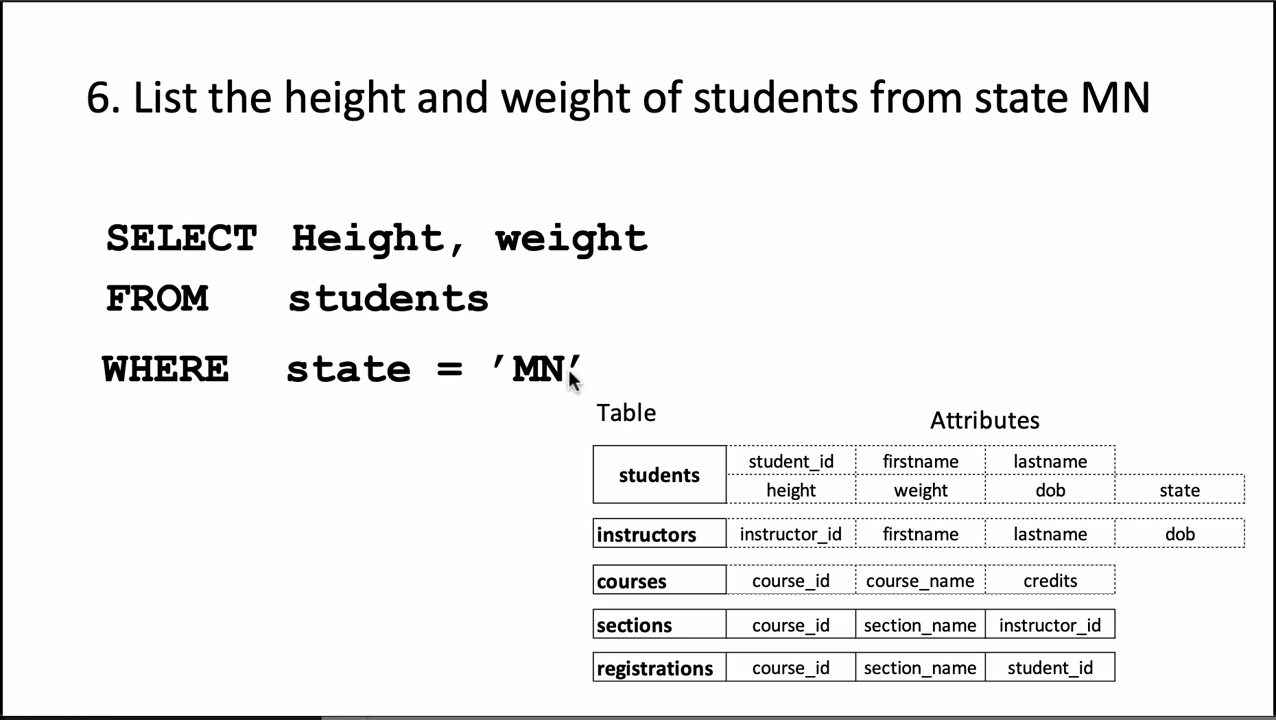 6. List the height and weight of students from state MN
SELECT Height, weight
FROM students
WHERE state = ’MN’
Table Attributes
students student_id firstname lastname
height weight dob state
instructors instructor_id firstname lastname dob
courses course_id course_name credits
sections course_id section_name instructor_id
registrations course_id section_name student_id